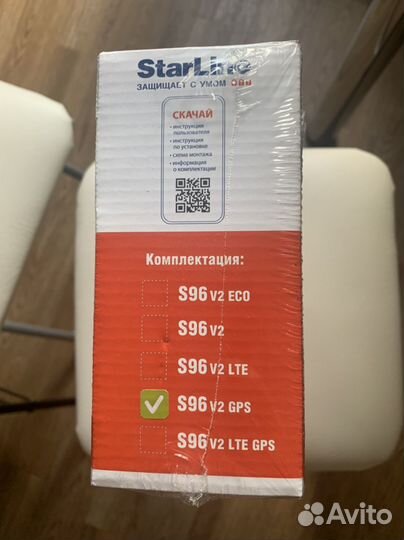 StarLine
ЗАЩИЩАЕТ С УМОМ
СКАЧАЙ
• инструкции
пользователя
• инструкция
по установке
• схема монтажа
• информация
о комплектации
Комплектация:
S96 V2 ECO
S96 V2
S96 V2 LTE
S96 V2 GPS
S96 V2 LTE GPS
Avito